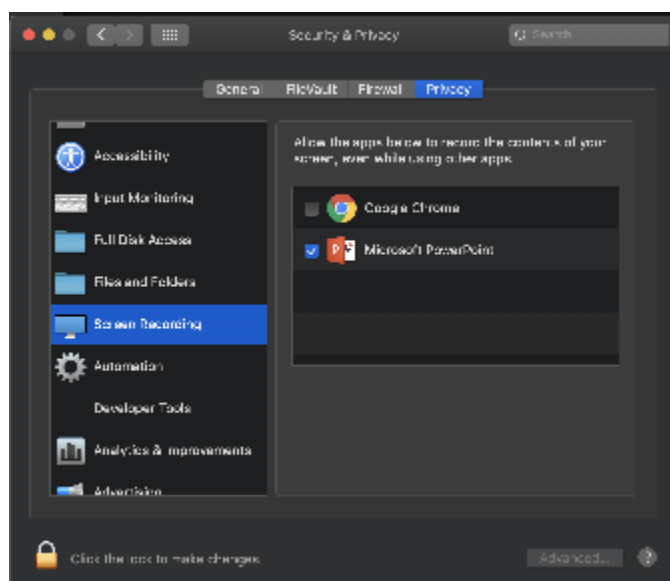 Security & Privacy
Search
General
FileVault
Firewall
Privacy
Accessibility
Input Monitoring
Full Disk Access
Files and Folders
Screen Recording
Automation
Developer Tools
Analytics & Improvements
Advertising
Allow the apps below to record the contents of your
screen, even while using other apps.
Google Chrome
Microsoft PowerPoint
Click the lock to make changes.
Advanced...
?